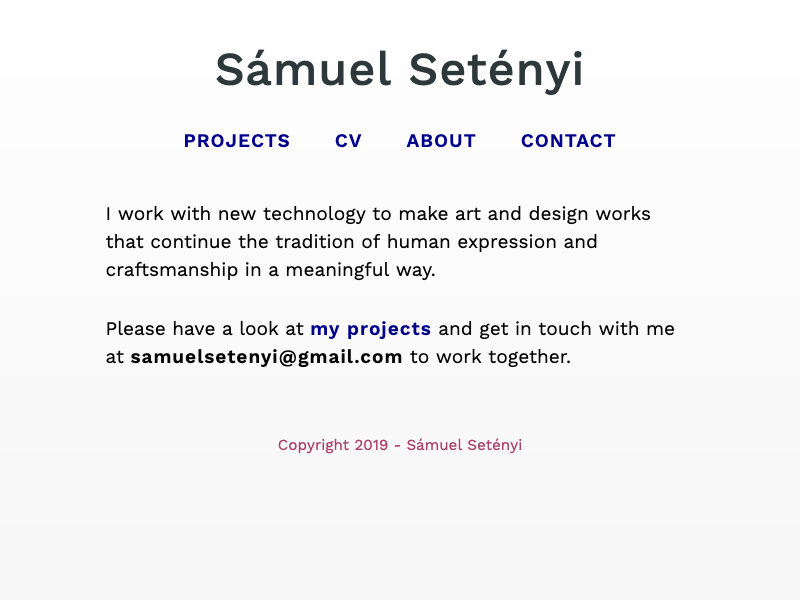 Sámuel Setényi
PROJECTS CV ABOUT CONTACT
I work with new technology to make art and design works
that continue the tradition of human expression and
craftsmanship in a meaningful way.
Please have a look at my projects and get in touch with me
at samuelsetenyi@gmail.com to work together.
Copyright 2019 - Sámuel Setényi